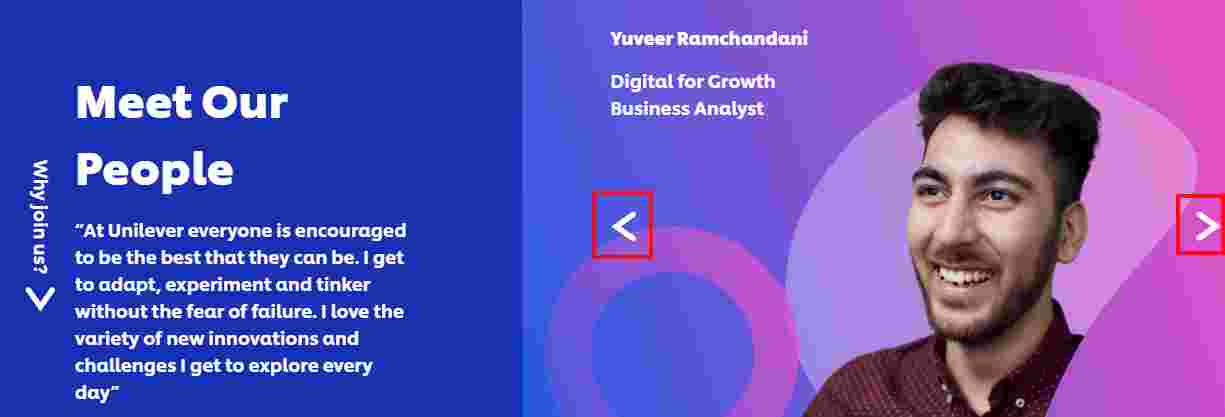 Why join us?
Meet Our
People
“At Unilever everyone is encouraged
to be the best that they can be. I get
to adapt, experiment and tinker
without the fear of failure. I love the
variety of new innovations and
challenges I get to explore every
day”
Yuveer Ramchandani
Digital for Growth
Business Analyst